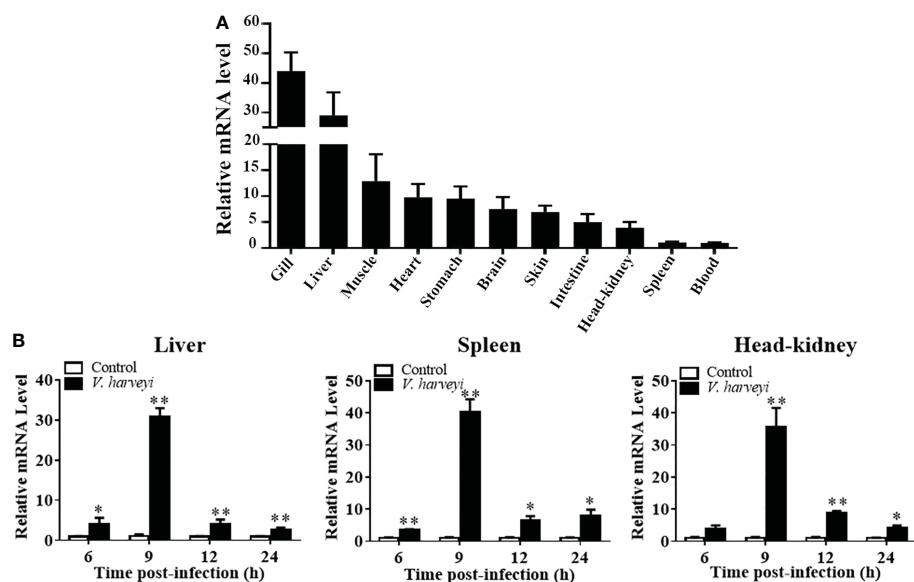 A
Relative mRNA level
60
50
40
30
20
15
10
5
0
Gill
Liver
Muscle
Heart
Stomach
Brain
Skin
Intestine
Head-kidney
Spleen
Blood
B
Liver
Control
V. harveyi
Relative mRNA Level
40
30
20
10
0
*
**
**
**
6
9
12
24
Time post-infection (h)
Spleen
Control
V. harveyi
Relative mRNA Level
50
40
30
20
10
0
**
**
*
*
6
9
12
24
Time post-infection (h)
Head-kidney
Control
V. harveyi
Relative mRNA Level
50
40
30
20
10
0
**
**
*
6
9
12
24
Time post-infection (h)